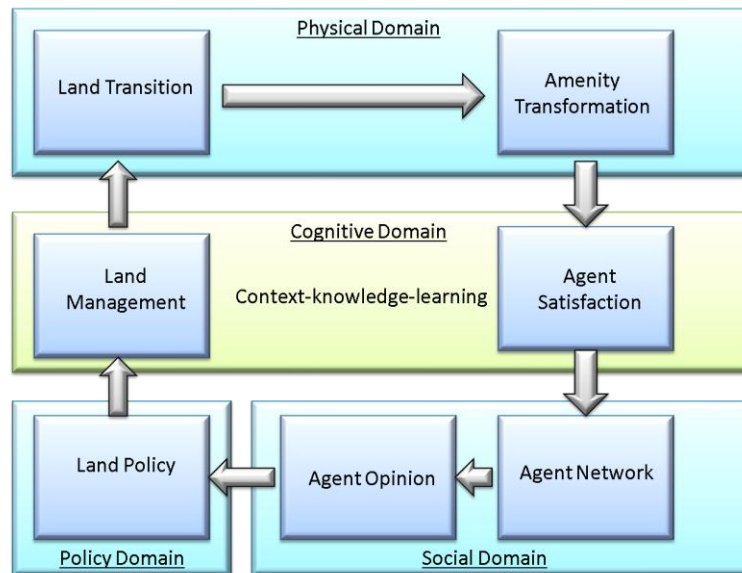 Physical Domain
Land Transition
Amenity
Transformation
Cognitive Domain
Land
Management
Context-knowledge-learning
Agent
Satisfaction
Land Policy
Agent Opinion
Agent Network
Policy Domain
Social Domain